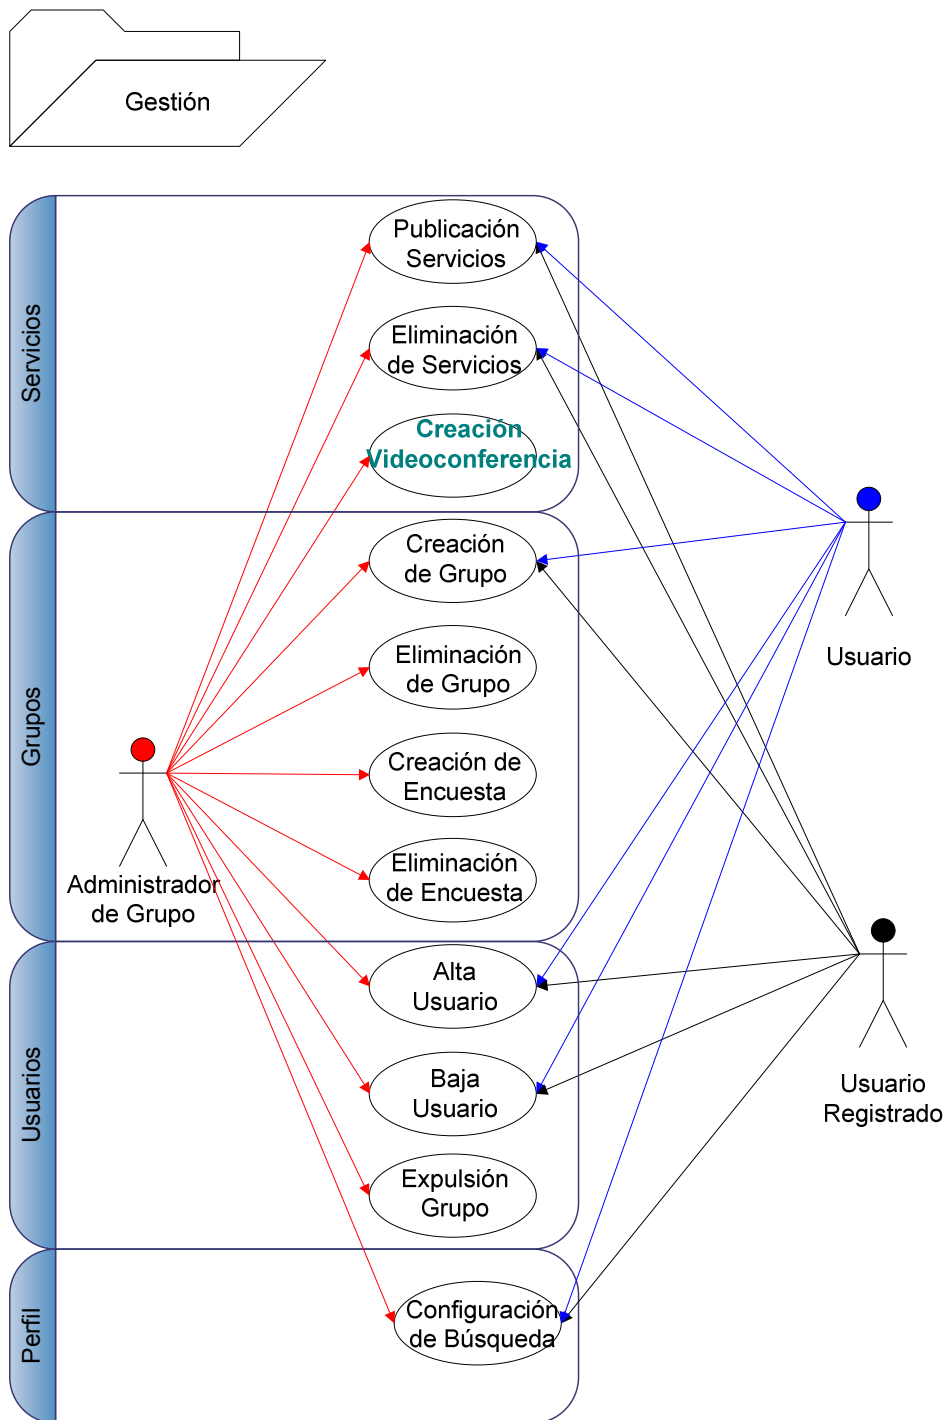 Gestión
Servicios
Publicación
Servicios
Eliminación
de Servicios
Creación
Videoconferencia
Grupos
Creación
de Grupo
Eliminación
de Grupo
Creación de
Encuesta
Eliminación
de Encuesta
Administrador
de Grupo
Usuario
Usuarios
Alta
Usuario
Baja
Usuario
Expulsión
Grupo
Usuario
Registrado
Perfil
Configuración
de Búsqueda